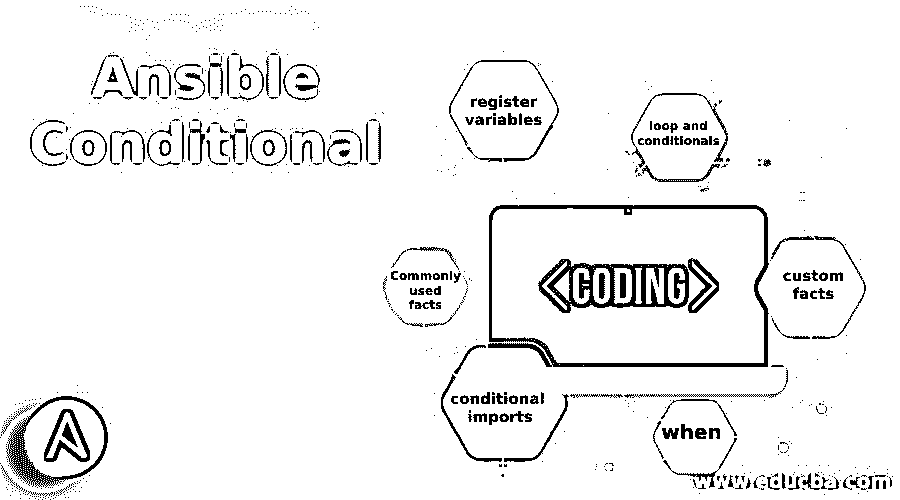 Ansible
Conditional
register
variables
loop and
conditionals
Commonly
used
facts
<CODING>
custom
facts
conditional
imports
when
www.educba.com